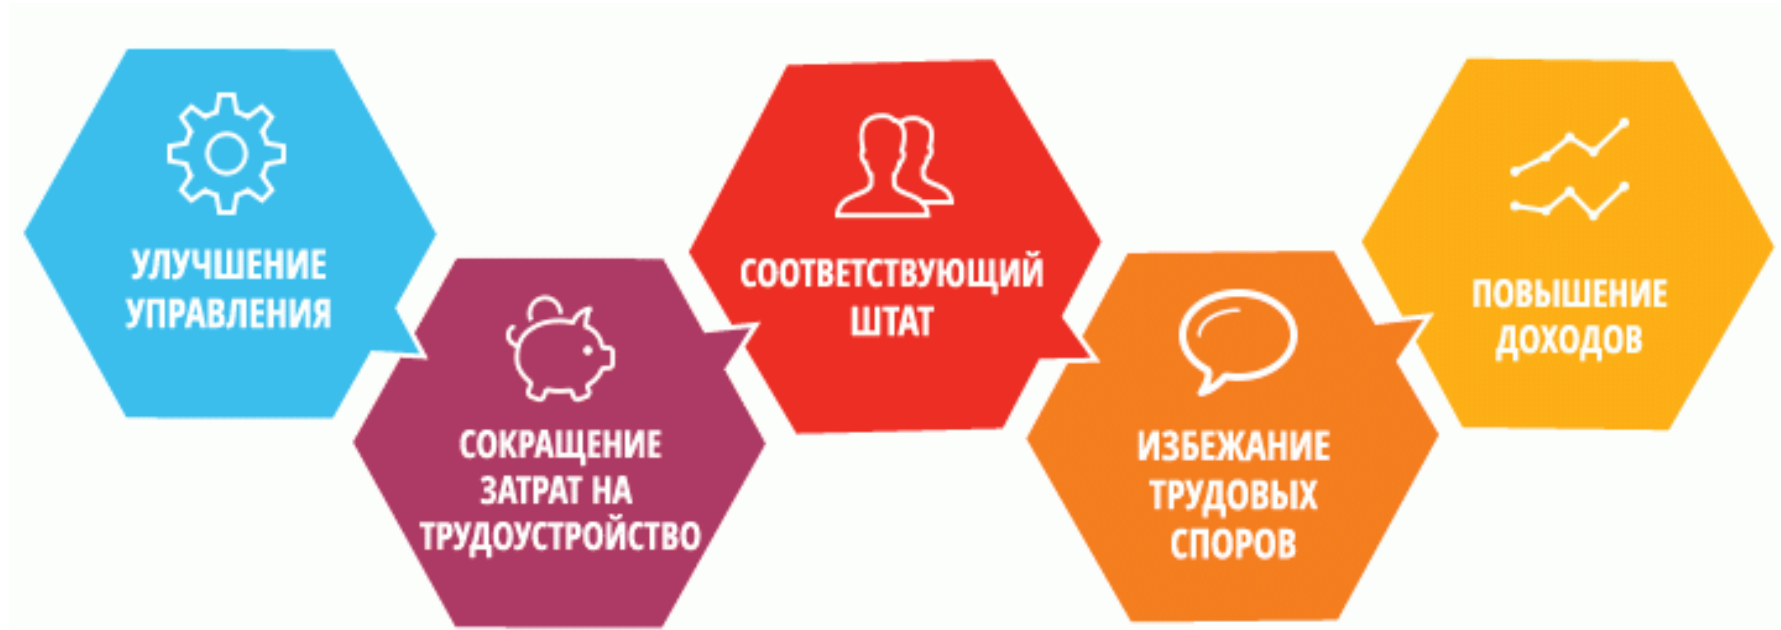 УЛУЧШЕНИЕ
УПРАВЛЕНИЯ
СОКРАЩЕНИЕ
ЗАТРАТ НА
ТРУДОУСТРОЙСТВО
СООТВЕТСТВУЮЩИЙ
ШТАТ
ИЗБЕЖАНИЕ
ТРУДОВЫХ
СПОРОВ
ПОВЫШЕНИЕ
ДОХОДОВ